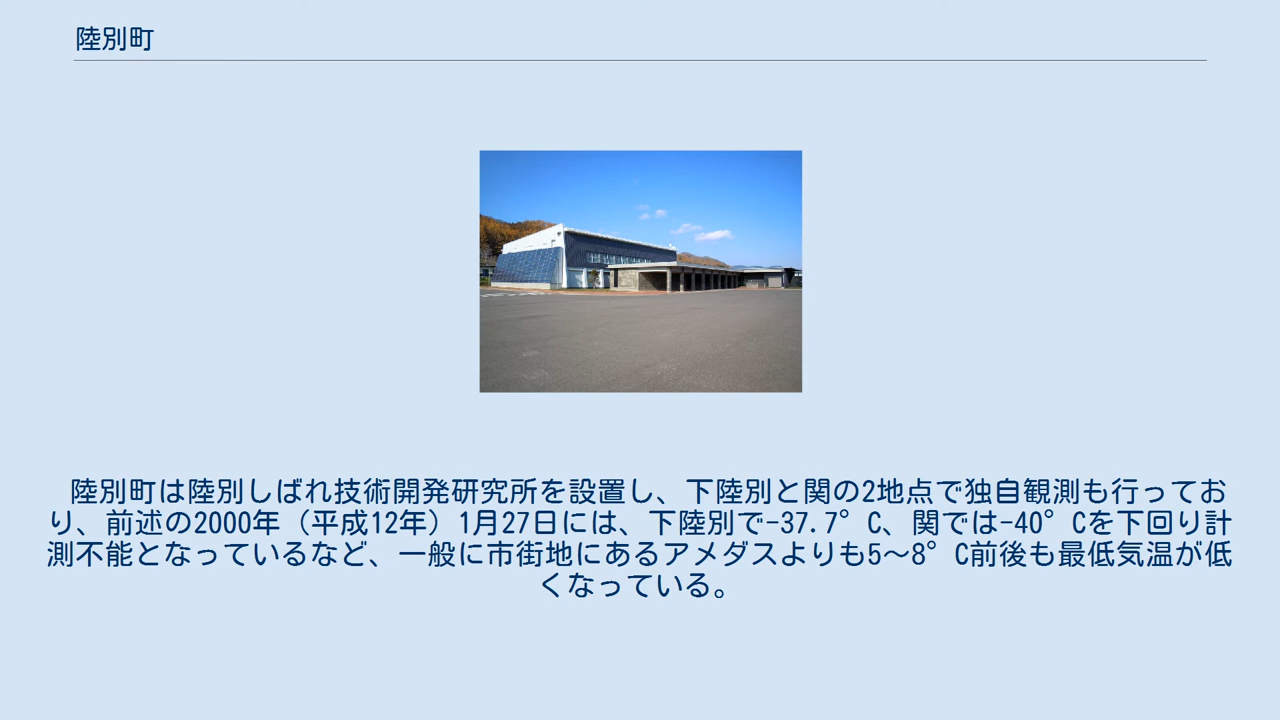 陸別町
陸別町は陸別しばれ技術開発研究所を設置し、下陸別と関の2地点で独自観測も行ってお
り、前述の2000年（平成12年）1月27日には、下陸別で-37.7°C、関では-40°Cを下回り計
測不能となっているなど、一般に市街地にあるアメダスよりも5〜8°C前後も最低気温が低
くなっている。